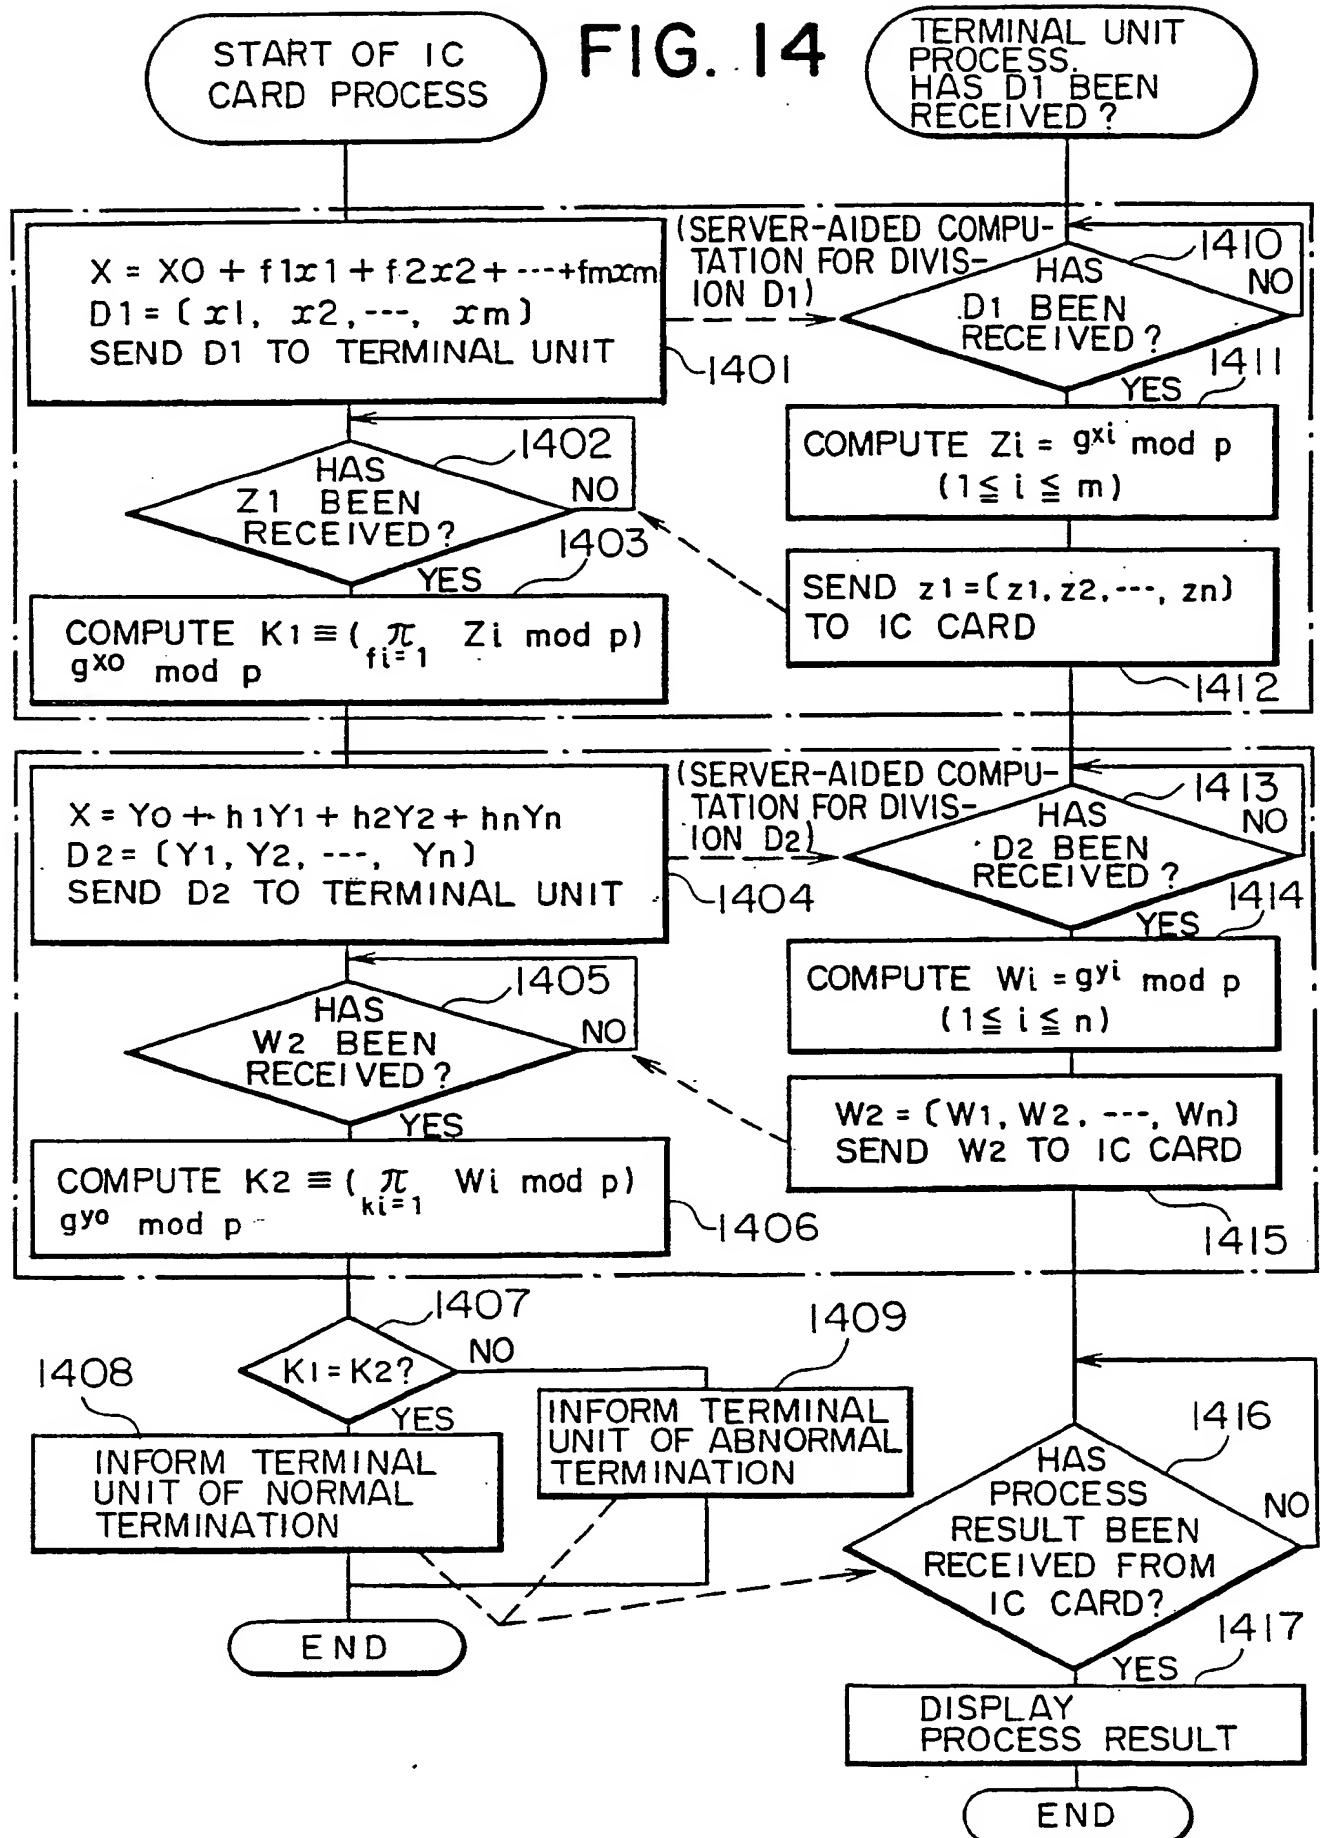 FIG. 14
START OF IC
CARD PROCESS
TERMINAL UNIT
PROCESS.
HAS D1 BEEN
RECEIVED?
X = X0 + f1x1 + f2x2 + ---+fmxm
D1 = (x1, x2, ---, xm)
SEND D1 TO TERMINAL UNIT
1401
(SERVER-AIDED COMPU-
TATION FOR DIVIS-
ION D1)
HAS
D1 BEEN
RECEIVED?
1410
NO
YES
1411
COMPUTE Zi = gxi mod p
(1≦ i ≦ m)
HAS
Z1 BEEN
RECEIVED?
1402
NO
YES
1403
SEND z1 =(z1, z2, ---, zn)
TO IC CARD
1412
COMPUTE K1 ≡ ( π Zi mod p)
fi=1
gxo mod p
X = Y0 + h1Y1 + h2Y2 + hnYn
D2 = (Y1, Y2, ---, Yn)
SEND D2 TO TERMINAL UNIT
1404
(SERVER-AIDED COMPU-
TATION FOR DIVIS-
ION D2)
HAS
D2 BEEN
RECEIVED?
1413
NO
YES
1414
COMPUTE Wi = gyi mod p
(1≦ i ≦ n)
HAS
W2 BEEN
RECEIVED?
1405
NO
YES
W2 = (W1, W2, ---, Wn)
SEND W2 TO IC CARD
1415
COMPUTE K2 ≡ ( π Wi mod p)
ki=1
gyo mod p
1406
K1 = K2?
1407
NO
YES
1408
INFORM TERMINAL
UNIT OF NORMAL
TERMINATION
1409
INFORM TERMINAL
UNIT OF ABNORMAL
TERMINATION
END
HAS
PROCESS
RESULT BEEN
RECEIVED FROM
IC CARD?
1416
NO
YES
1417
DISPLAY
PROCESS RESULT
END